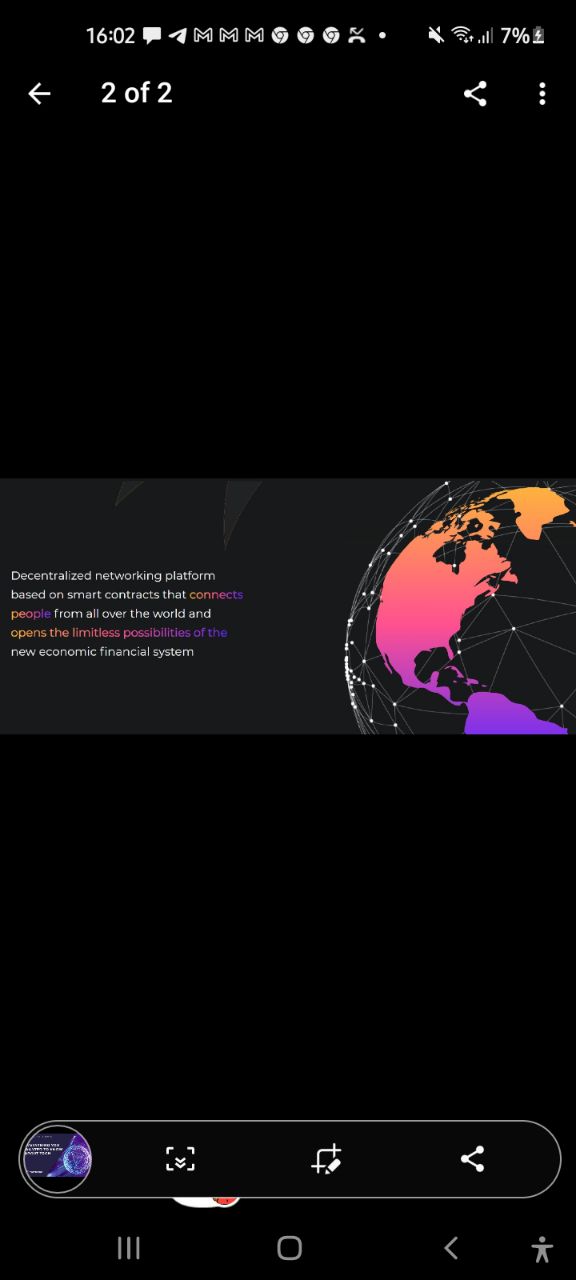 16:02
7%
2 of 2
Decentralized networking platform
based on smart contracts that connects
people from all over the world and
opens the limitless possibilities of the
new economic financial system